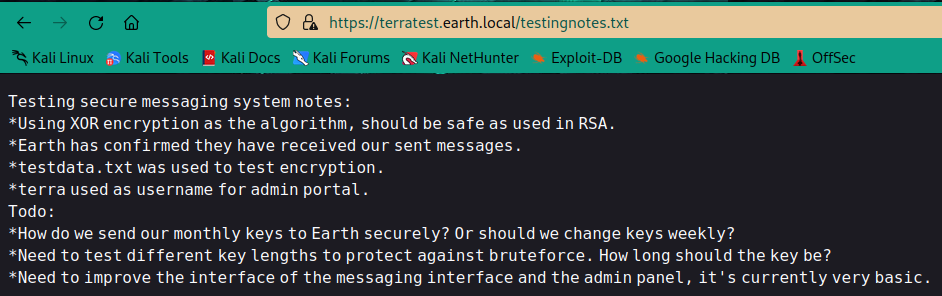 https://terratest.earth.local/testingnotes.txt
Kali Linux Kali Tools Kali Docs Kali Forums Kali NetHunter Exploit-DB Google Hacking DB OffSec
Testing secure messaging system notes:
*Using XOR encryption as the algorithm, should be safe as used in RSA.
*Earth has confirmed they have received our sent messages.
*testdata.txt was used to test encryption.
*terra used as username for admin portal.
Todo:
*How do we send our monthly keys to Earth securely? Or should we change keys weekly?
*Need to test different key lengths to protect against bruteforce. How long should the key be?
*Need to improve the interface of the messaging interface and the admin panel, it's currently very basic.